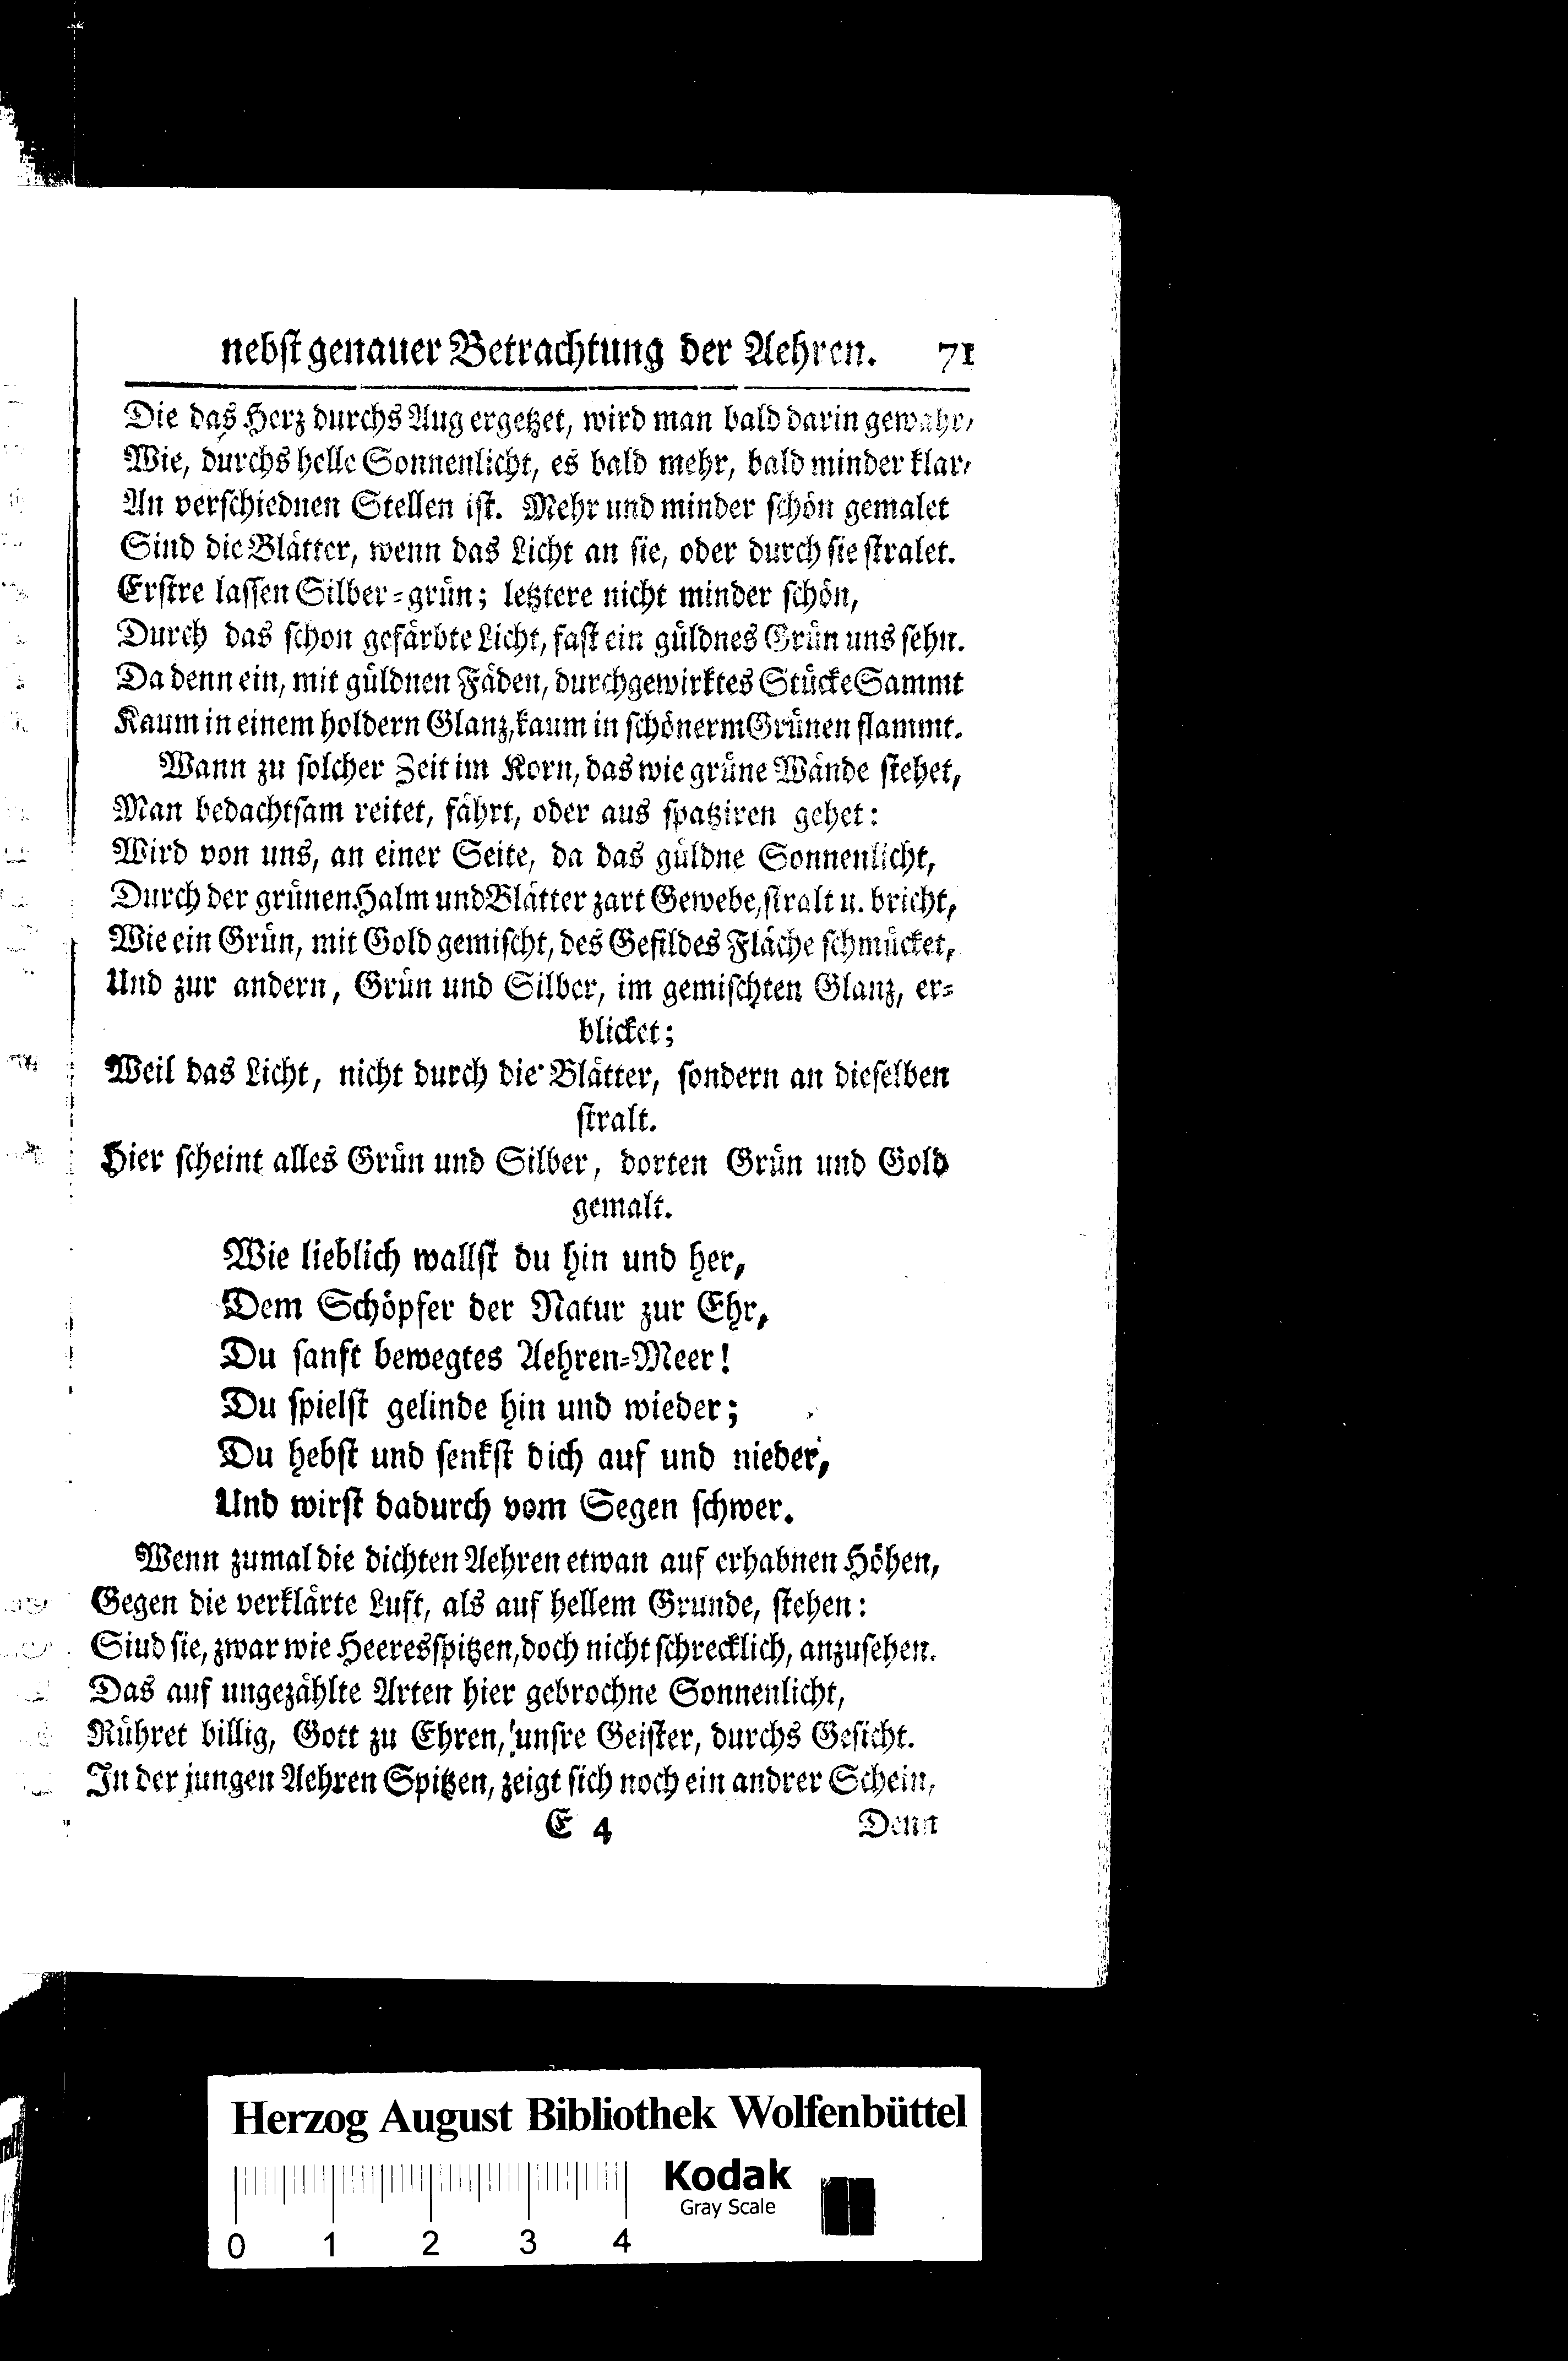 nebst genauer Betrachtung der Aehren. 71
Die das Herz durchs Aug ergetzet, wird man bald darin gewahr,
Wie, durchs helle Sonnenlicht, es bald mehr, bald minder klar,
An verschiednen Stellen ist. Mehr und minder schön gemalet
Sind die Blätter, wenn das Licht an sie, oder durch sie stralet.
Erstre lassen Silber-grün; letztere nicht minder schön,
Durch das schon gefärbte Licht, fast ein güldnes Grün uns sehn.
Da denn ein, mit güldnen Fäden, durchgewirktes Stücke Sammt
Kaum in einem holdern Glanz, kaum in schönerm Grünen flammt.
Wann zu solcher Zeit im Korn, das wie grüne Wände stehet,
Man bedachtsam reitet, fährt, oder aus spatziren gehet:
Wird von uns, an einer Seite, da das güldne Sonnenlicht,
Durch der grünen Halm und Blätter zart Gewebe, stralt u. bricht,
Wie ein Grün, mit Gold gemischt, des Gefildes Fläche schmücket,
Und zur andern, Grün und Silber, im gemischten Glanz, er-
blicket;
Weil das Licht, nicht durch die Blätter, sondern an dieselben
stralt.
Hier scheint alles Grün und Silber, dorten Grün und Gold
gemalt.
Wie lieblich wallst du hin und her,
Dem Schöpfer der Natur zur Ehr,
Du sanft bewegtes Aehren-Meer!
Du spielst gelinde hin und wieder;
Du hebst und senkst dich auf und nieder,
Und wirst dadurch vom Segen schwer.
Wenn zumal die dichten Aehren etwan auf erhabnen Höhen,
Gegen die verklärte Luft, als auf hellem Grunde, stehen:
Sind sie, zwar wie Heeresspitzen, doch nicht schrecklich, anzusehen.
Das auf ungezählte Arten hier gebrochne Sonnenlicht,
Rühret billig, Gott zu Ehren, unsre Geister, durchs Gesicht.
In der jungen Aehren Spitzen, zeigt sich noch ein andrer Schein,
E 4 Denn
Herzog August Bibliothek Wolfenbüttel
Kodak
Gray Scale
0 1 2 3 4